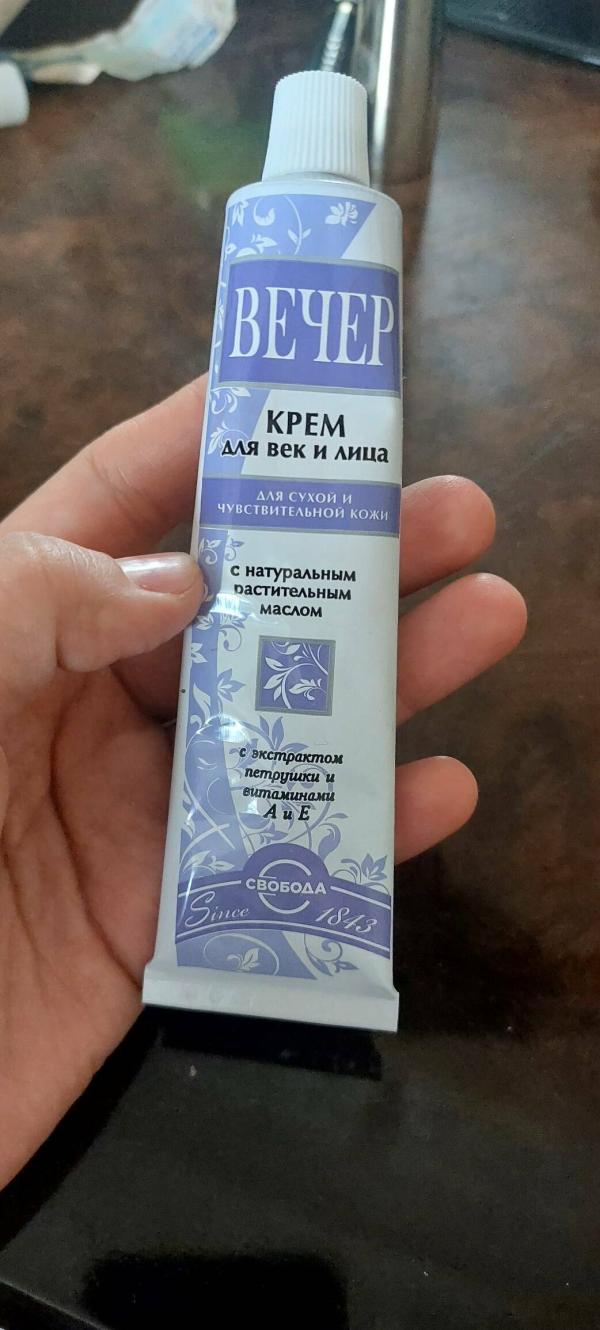 ВЕЧЕР
КРЕМ
для век и лица
для сухой и
чувствительной кожи
с натуральным
растительным
маслом
с экстрактом
петрушки и
витаминами
А и Е
СВОБОДА
Since 1843